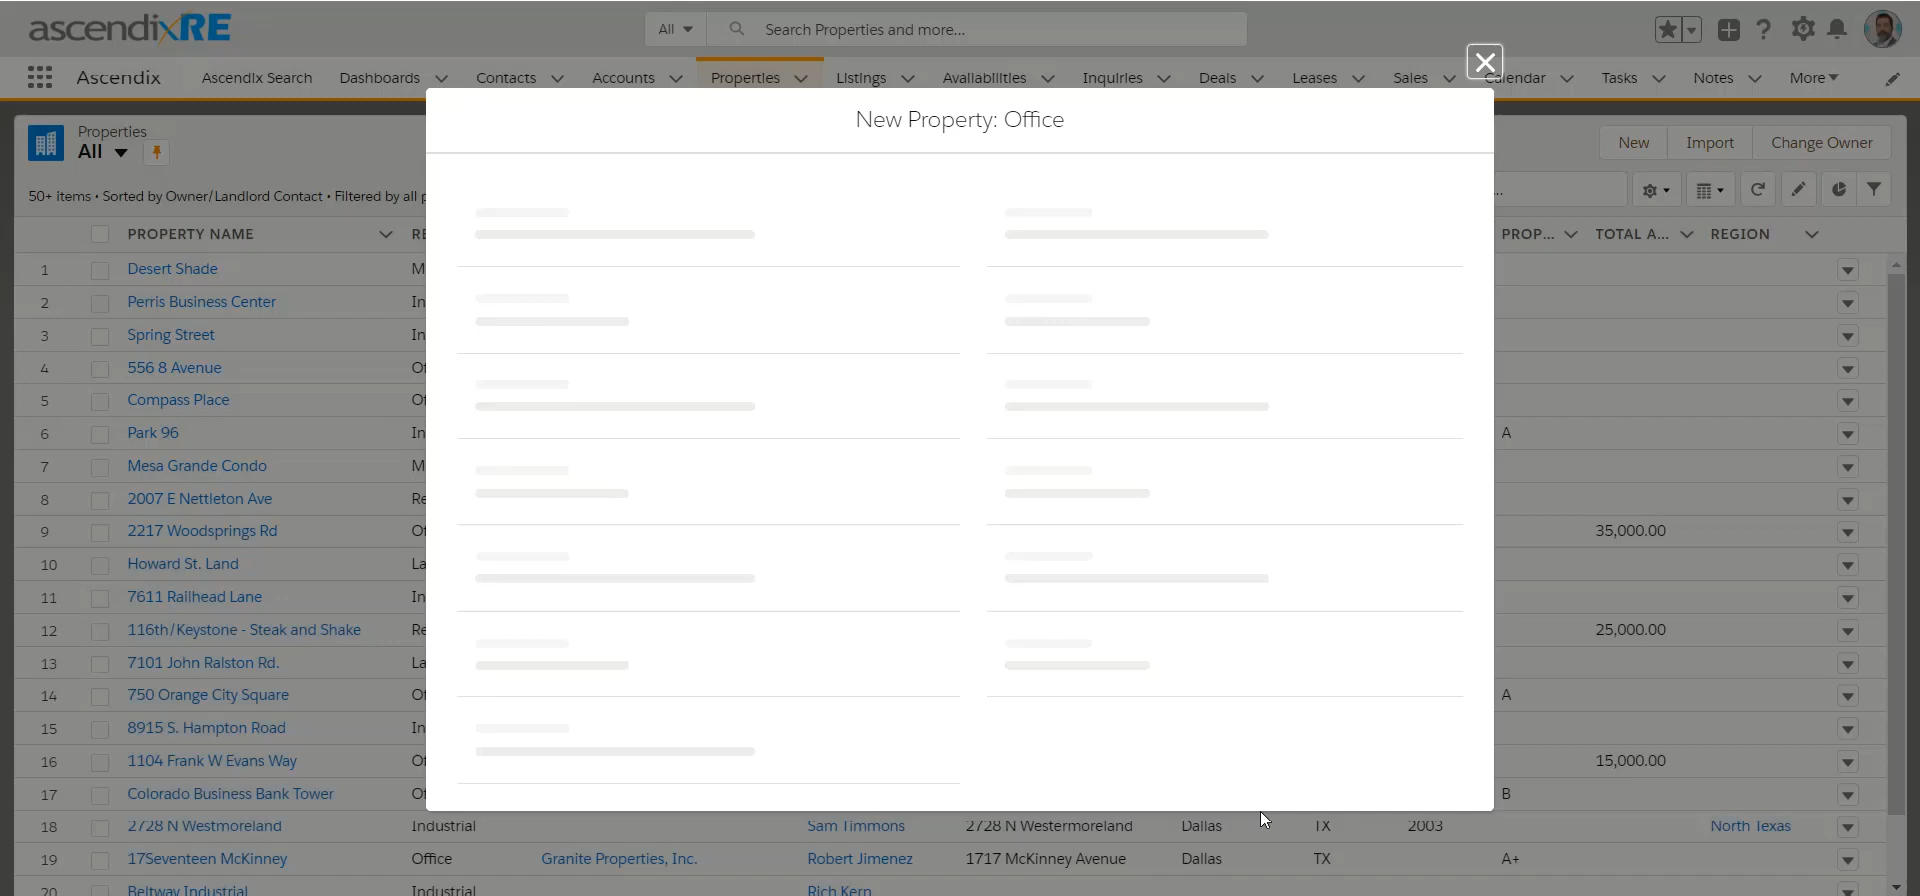 ascendixRE
All
Search Properties and more...
Ascendix
Ascendix Search
Dashboards
Contacts
Accounts
Properties
Listings
Availabilities
Inquiries
Deals
Leases
Sales
Calendar
Tasks
Notes
More
New Property: Office
Properties
All
New
Import
Change Owner
50+ items • Sorted by Owner/Landlord Contact • Filtered by all
...
PROPERTY NAME
PROP...
TOTAL A...
REGION
1 Desert Shade
2 Perris Business Center
3 Spring Street
4 556 8 Avenue
5 Compass Place
6 Park 96 A
7 Mesa Grande Condo
8 2007 E Nettleton Ave
9 2217 Woodsprings Rd 35,000.00
10 Howard St. Land
11 7611 Railhead Lane
12 116th/Keystone - Steak and Shake 25,000.00
13 7101 John Ralston Rd.
14 750 Orange City Square A
15 8915 S. Hampton Road
16 1104 Frank W Evans Way 15,000.00
17 Colorado Business Bank Tower B
18 2728 N Westmoreland Industrial Sam Timmons 2728 N Westermoreland Dallas TX 2003 North Texas
19 17Seventeen McKinney Office Granite Properties, Inc. Robert Jimenez 1717 McKinney Avenue Dallas TX A+
20 Beltway Industrial Industrial Rich Kern